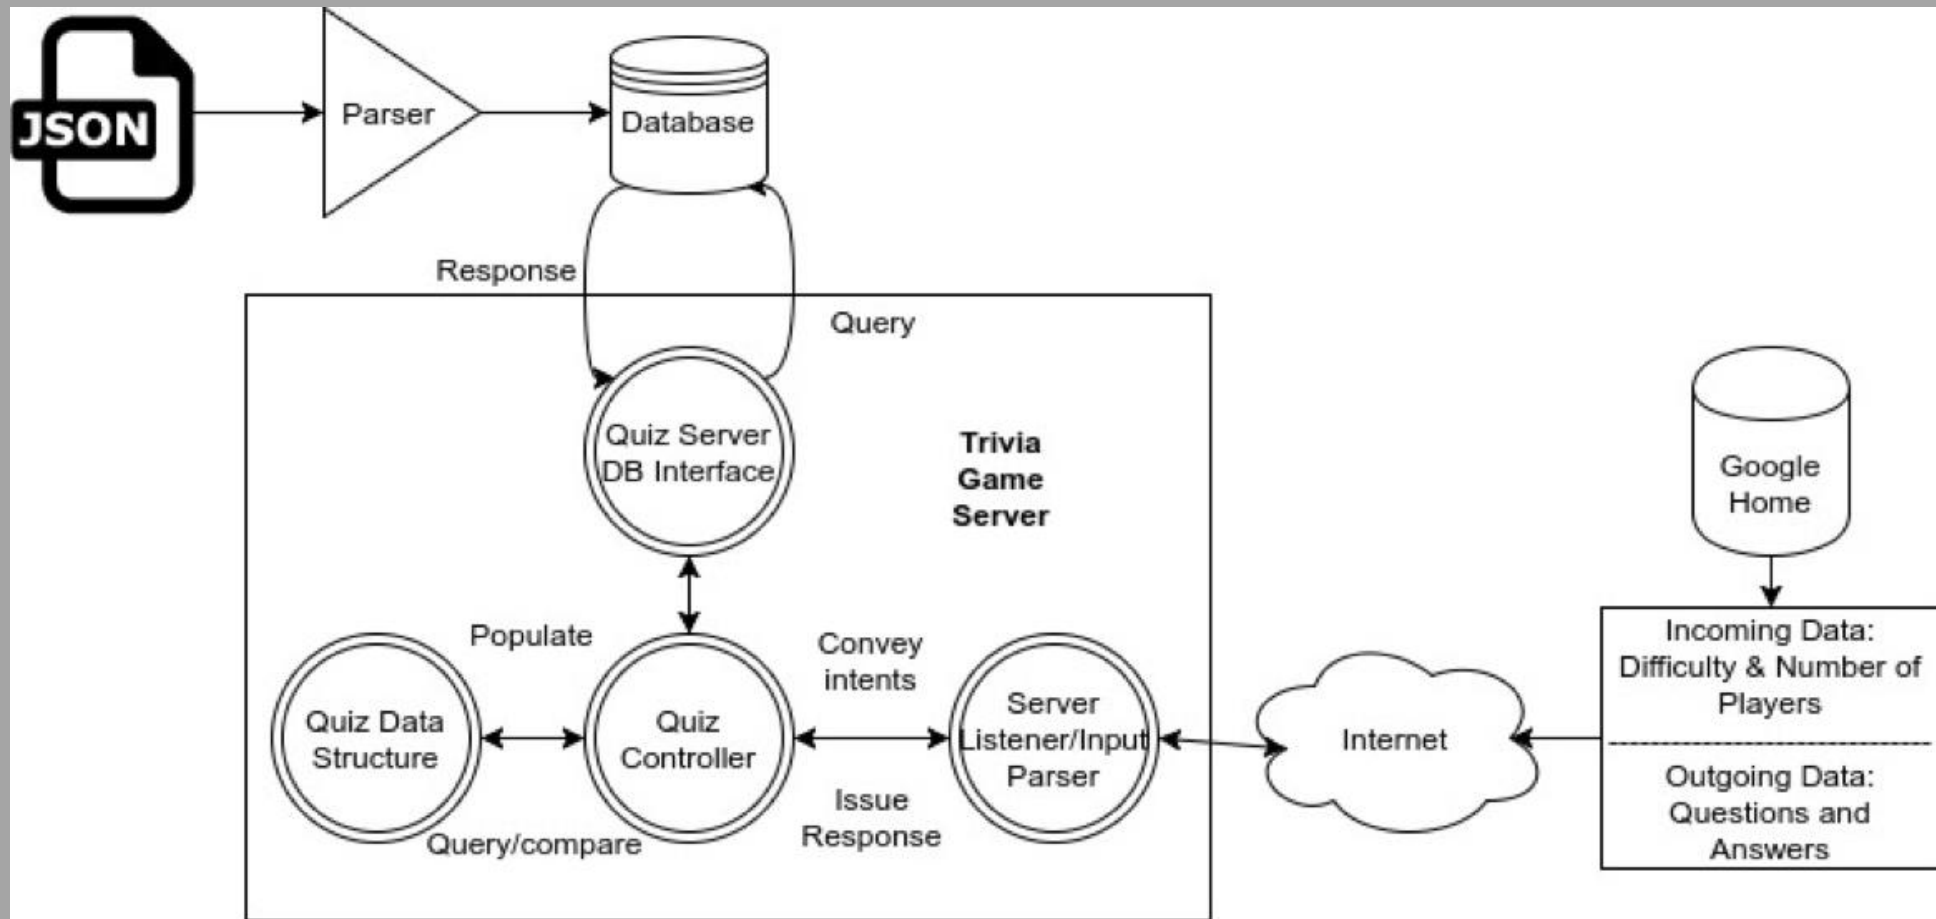 JSON
Parser
Database
Response
Query
Quiz Server
DB Interface
Trivia
Game
Server
Google
Home
Populate
Convey
intents
Quiz Data
Structure
Quiz
Controller
Server
Listener/Input
Parser
Internet
Incoming Data:
Difficulty & Number of
Players
Outgoing Data:
Questions and
Answers
Issue
Response
Query/compare